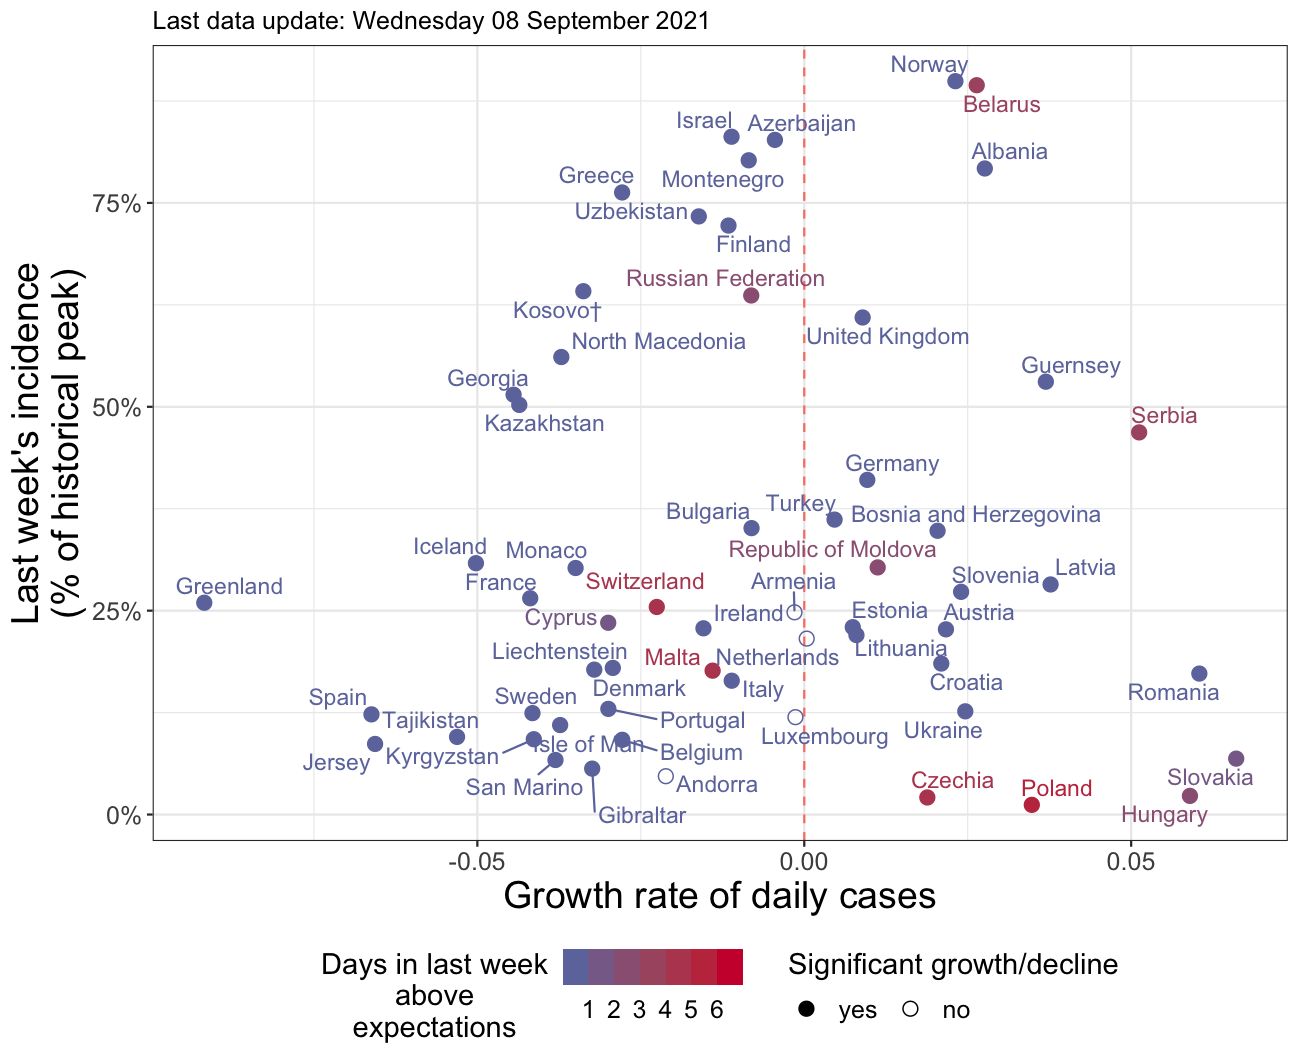 Last data update: Wednesday 08 September 2021
Last week's incidence
(% of historical peak)
75%
50%
25%
0%
Norway
Belarus
Israel
Azerbaijan
Albania
Montenegro
Greece
Uzbekistan
Finland
Russian Federation
Kosovo†
United Kingdom
North Macedonia
Guernsey
Georgia
Kazakhstan
Serbia
Germany
Turkey
Bulgaria
Bosnia and Herzegovina
Iceland
Monaco
Republic of Moldova
Latvia
Slovenia
Greenland
France
Switzerland
Armenia
Cyprus
Ireland
Estonia
Austria
Lithuania
Liechtenstein
Malta
Netherlands
Croatia
Denmark
Italy
Romania
Spain
Sweden
Tajikistan
Portugal
Ukraine
Luxembourg
Jersey
Kyrgyzstan
Isle of Man
Belgium
San Marino
Andorra
Czechia
Poland
Slovakia
Gibraltar
Hungary
-0.05
0.00
0.05
Growth rate of daily cases
Days in last week
above
expectations
1 2 3 4 5 6
Significant growth/decline
yes
no